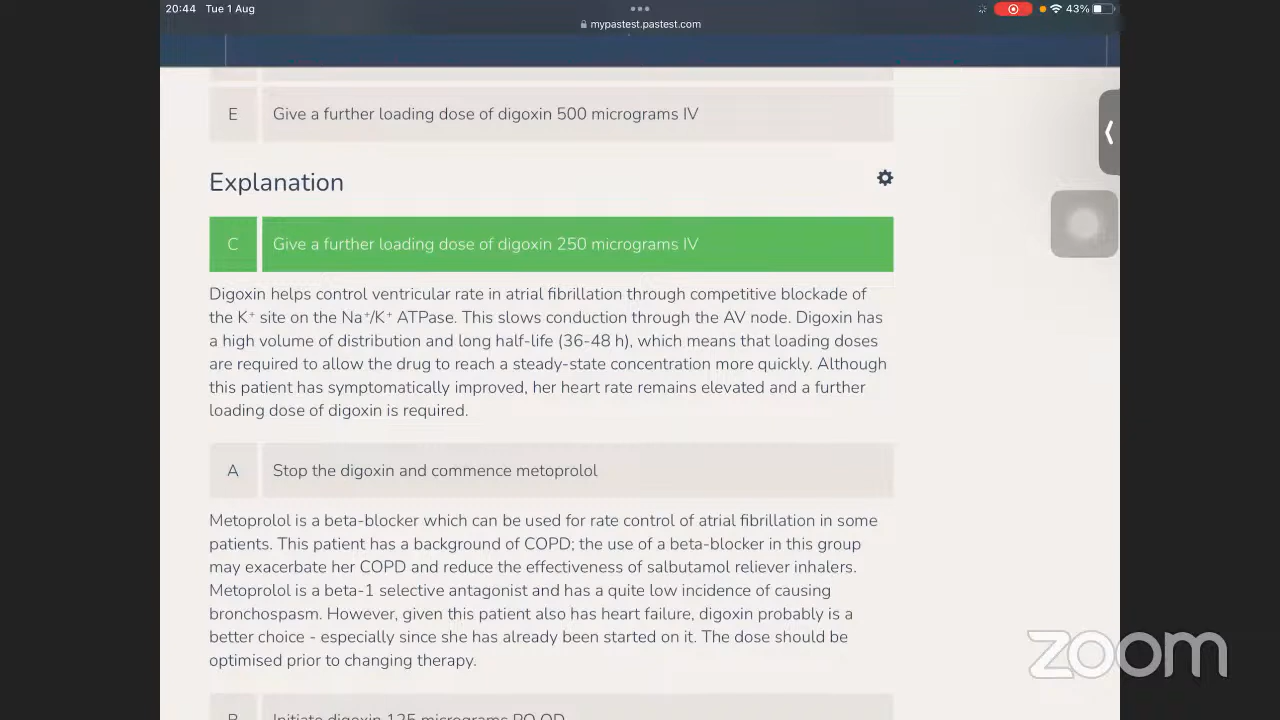 20:44 Tue 1 Aug
43%
mypastest.pastest.com
E Give a further loading dose of digoxin 500 micrograms IV
Explanation
C Give a further loading dose of digoxin 250 micrograms IV
Digoxin helps control ventricular rate in atrial fibrillation through competitive blockade of
the K⁺ site on the Na⁺/K⁺ ATPase. This slows conduction through the AV node. Digoxin has
a high volume of distribution and long half-life (36-48 h), which means that loading doses
are required to allow the drug to reach a steady-state concentration more quickly. Although
this patient has symptomatically improved, her heart rate remains elevated and a further
loading dose of digoxin is required.
A Stop the digoxin and commence metoprolol
Metoprolol is a beta-blocker which can be used for rate control of atrial fibrillation in some
patients. This patient has a background of COPD; the use of a beta-blocker in this group
may exacerbate her COPD and reduce the effectiveness of salbutamol reliever inhalers.
Metoprolol is a beta-1 selective antagonist and has a quite low incidence of causing
bronchospasm. However, given this patient also has heart failure, digoxin probably is a
better choice - especially since she has already been started on it. The dose should be
optimised prior to changing therapy.
B Initiate digoxin 125 micrograms PO OD
zoom